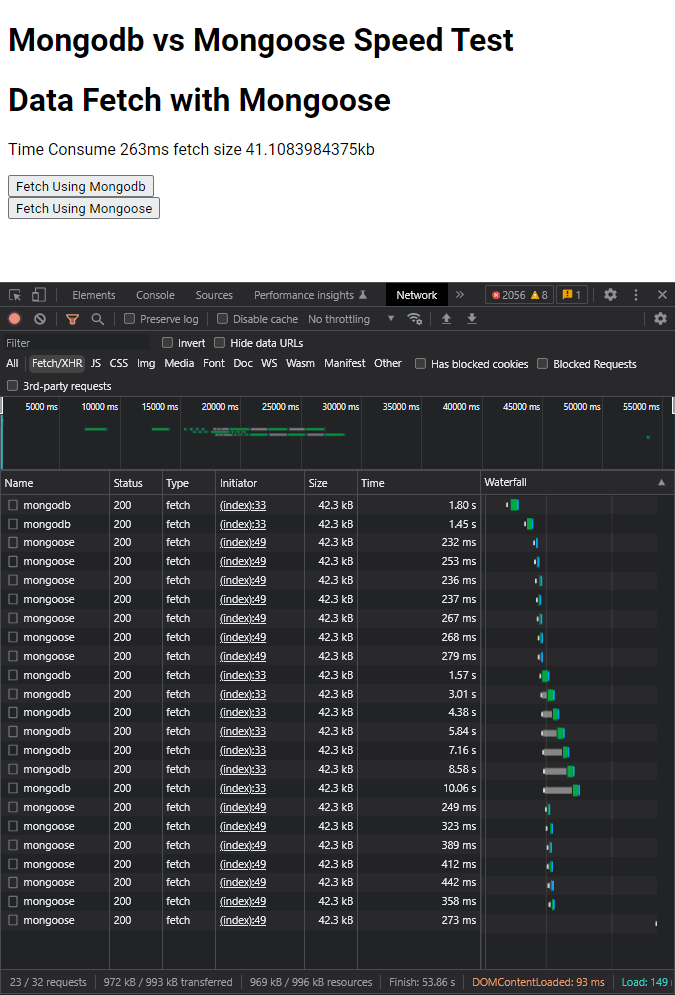 Mongodb vs Mongoose Speed Test
Data Fetch with Mongoose
Time Consume 263ms fetch size 41.1083984375kb
Fetch Using Mongodb
Fetch Using Mongoose
Elements Console Sources Performance insights Network » 2056 8 1
Preserve log Disable cache No throttling
Filter Invert Hide data URLs
All Fetch/XHR JS CSS Img Media Font Doc WS Wasm Manifest Other Has blocked cookies Blocked Requests
3rd-party requests
5000 ms 10000 ms 15000 ms 20000 ms 25000 ms 30000 ms 35000 ms 40000 ms 45000 ms 50000 ms 55000 ms
Name Status Type Initiator Size Time Waterfall
mongodb 200 fetch (index):33 42.3 kB 1.80 s
mongodb 200 fetch (index):33 42.3 kB 1.45 s
mongoose 200 fetch (index):49 42.3 kB 232 ms
mongoose 200 fetch (index):49 42.3 kB 253 ms
mongoose 200 fetch (index):49 42.3 kB 236 ms
mongoose 200 fetch (index):49 42.3 kB 237 ms
mongoose 200 fetch (index):49 42.3 kB 267 ms
mongoose 200 fetch (index):49 42.3 kB 268 ms
mongoose 200 fetch (index):49 42.3 kB 279 ms
mongodb 200 fetch (index):33 42.3 kB 1.57 s
mongodb 200 fetch (index):33 42.3 kB 3.01 s
mongodb 200 fetch (index):33 42.3 kB 4.38 s
mongodb 200 fetch (index):33 42.3 kB 5.84 s
mongodb 200 fetch (index):33 42.3 kB 7.16 s
mongodb 200 fetch (index):33 42.3 kB 8.58 s
mongodb 200 fetch (index):33 42.3 kB 10.06 s
mongoose 200 fetch (index):49 42.3 kB 249 ms
mongoose 200 fetch (index):49 42.3 kB 323 ms
mongoose 200 fetch (index):49 42.3 kB 389 ms
mongoose 200 fetch (index):49 42.3 kB 412 ms
mongoose 200 fetch (index):49 42.3 kB 442 ms
mongoose 200 fetch (index):49 42.3 kB 358 ms
mongoose 200 fetch (index):49 42.3 kB 273 ms
23 / 32 requests 972 kB / 993 kB transferred 969 kB / 996 kB resources Finish: 53.86 s DOMContentLoaded: 93 ms Load: 149